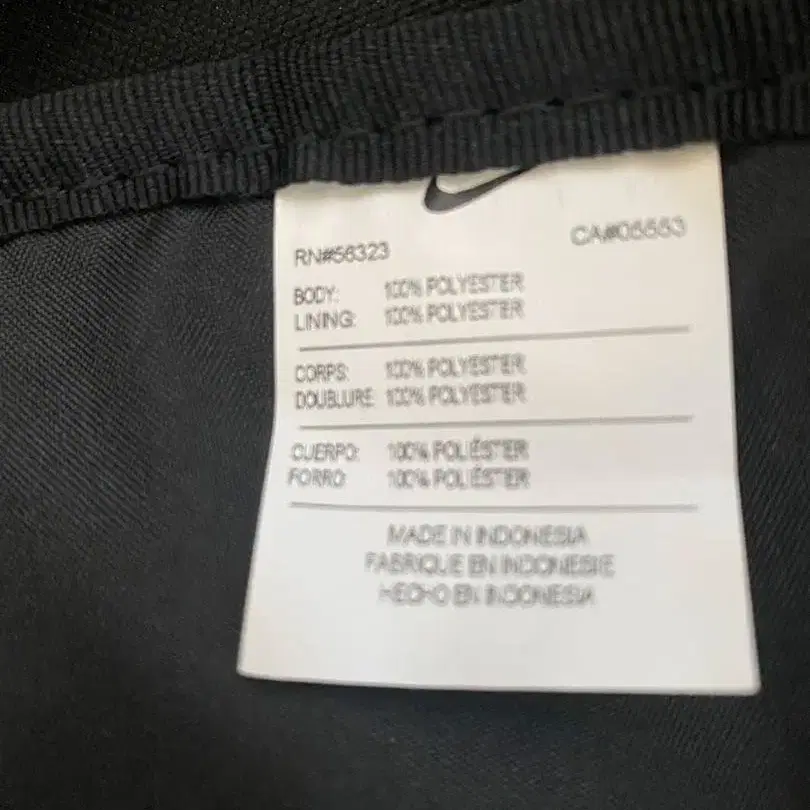 RN#56323 CA#05553
BODY: 100% POLYESTER
LINING: 100% POLYESTER
CORPS: 100% POLYESTER
DOUBLURE 100% POLYESTER
CUERPO: 100% POLIÉSTER
FORRO: 100% POLIÉSTER
MADE IN INDONESIA
FABRIQUE EN INDONESIE
HECHO EN INDONESIA